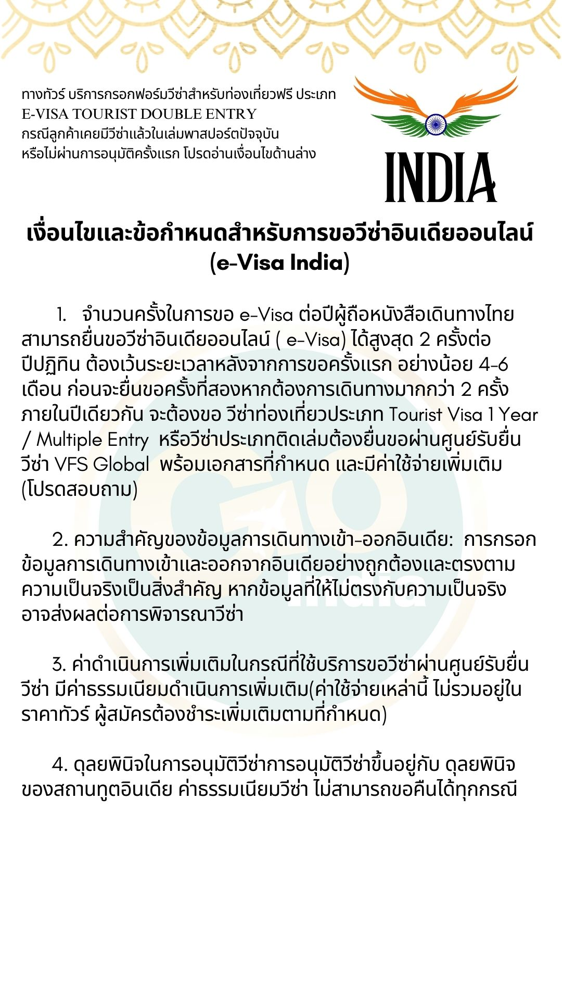 ทางทัวร์ บริการกรอกฟอร์มวีซ่าสำหรับท่องเที่ยวฟรี ประเภท
E-VISA TOURIST DOUBLE ENTRY
กรณีลูกค้าเคยมีวีซ่าแล้วในเล่มพาสปอร์ตปัจจุบัน
หรือไม่ผ่านการอนุมัติครั้งแรก โปรดอ่านเงื่อนไขด้านล่าง
INDIA
เงื่อนไขและข้อกำหนดสำหรับการขอวีซ่าอินเดียออนไลน์
(e-Visa India)
1. จำนวนครั้งในการขอ e-Visa ต่อปีผู้ถือหนังสือเดินทางไทย
สามารถยื่นขอวีซ่าอินเดียออนไลน์ ( e-Visa) ได้สูงสุด 2 ครั้งต่อ
ปีปฏิทิน ต้องเว้นระยะเวลาหลังจากการขอครั้งแรก อย่างน้อย 4-6
เดือน ก่อนจะยื่นขอครั้งที่สองหากต้องการเดินทางมากกว่า 2 ครั้ง
ภายในปีเดียวกัน จะต้องขอ วีซ่าท่องเที่ยวประเภท Tourist Visa 1 Year
/ Multiple Entry หรือวีซ่าประเภทติดเล่มต้องยื่นขอผ่านศูนย์รับยื่น
วีซ่า VFS Global พร้อมเอกสารที่กำหนด และมีค่าใช้จ่ายเพิ่มเติม
(โปรดสอบถาม)
2. ความสำคัญของข้อมูลการเดินทางเข้า-ออกอินเดีย: การกรอก
ข้อมูลการเดินทางเข้าและออกจากอินเดียอย่างถูกต้องและตรงตาม
ความเป็นจริงเป็นสิ่งสำคัญ หากข้อมูลที่ให้ไม่ตรงกับความเป็นจริง
อาจส่งผลต่อการพิจารณาวีซ่า
3. ค่าดำเนินการเพิ่มเติมในกรณีที่ใช้บริการขอวีซ่าผ่านศูนย์รับยื่น
วีซ่า มีค่าธรรมเนียมดำเนินการเพิ่มเติม(ค่าใช้จ่ายเหล่านี้ ไม่รวมอยู่ใน
ราคาทัวร์ ผู้สมัครต้องชำระเพิ่มเติมตามที่กำหนด)
4. ดุลยพินิจในการอนุมัติวีซ่าการอนุมัติวีซ่าขึ้นอยู่กับ ดุลยพินิจ
ของสถานทูตอินเดีย ค่าธรรมเนียมวีซ่า ไม่สามารถขอคืนได้ทุกกรณี
GO
india